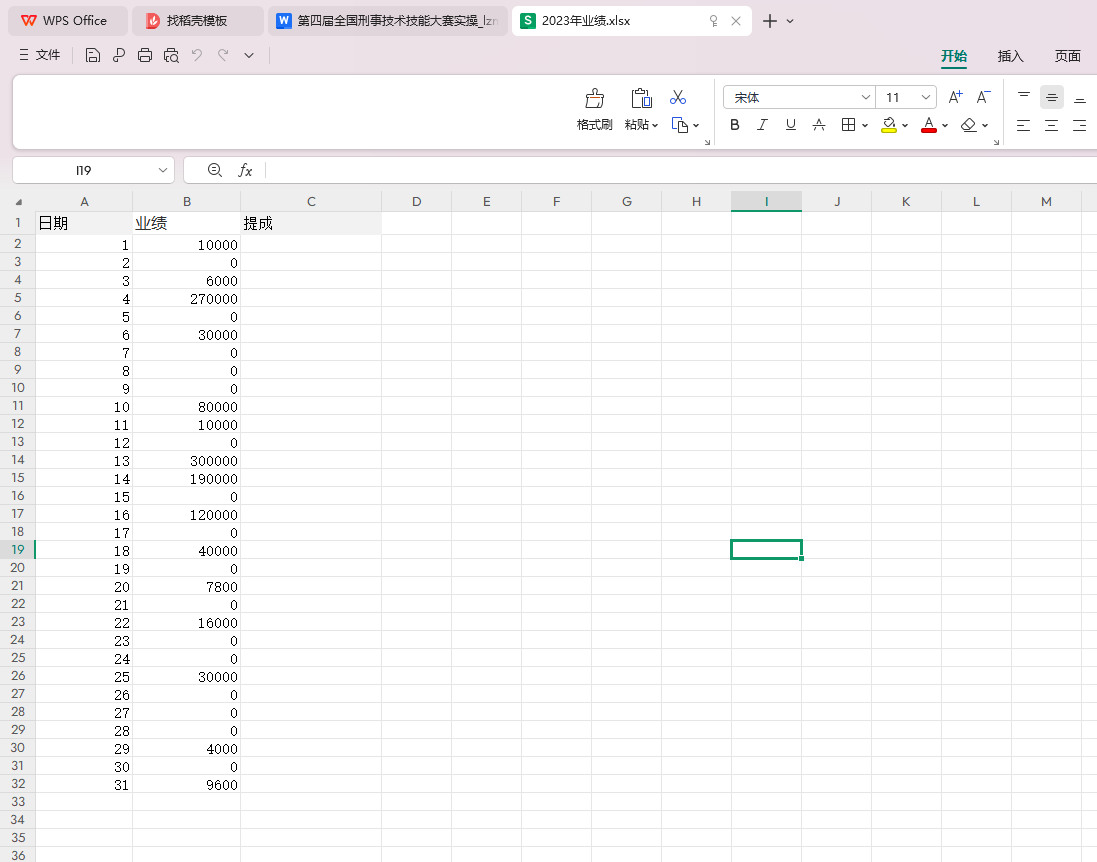 WPS Office 找稻壳模板 W 第四届全国刑事技术技能大赛实操_lzn S 2023年业绩.xlsx
文件 开始 插入 页面
宋体 11 A+ A-
格式刷 粘贴 B I U A A
I19 fx
A B C D E F G H I J K L M
1 日期 业绩 提成
2 1 10000
3 2 0
4 3 6000
5 4 270000
6 5 0
7 6 30000
8 7 0
9 8 0
10 9 0
11 10 80000
12 11 10000
13 12 0
14 13 300000
15 14 190000
16 15 0
17 16 120000
18 17 0
19 18 40000
20 19 0
21 20 7800
22 21 0
23 22 16000
24 23 0
25 24 0
26 25 30000
27 26 0
28 27 0
29 28 0
30 29 4000
31 30 0
32 31 9600
33
34
35
36